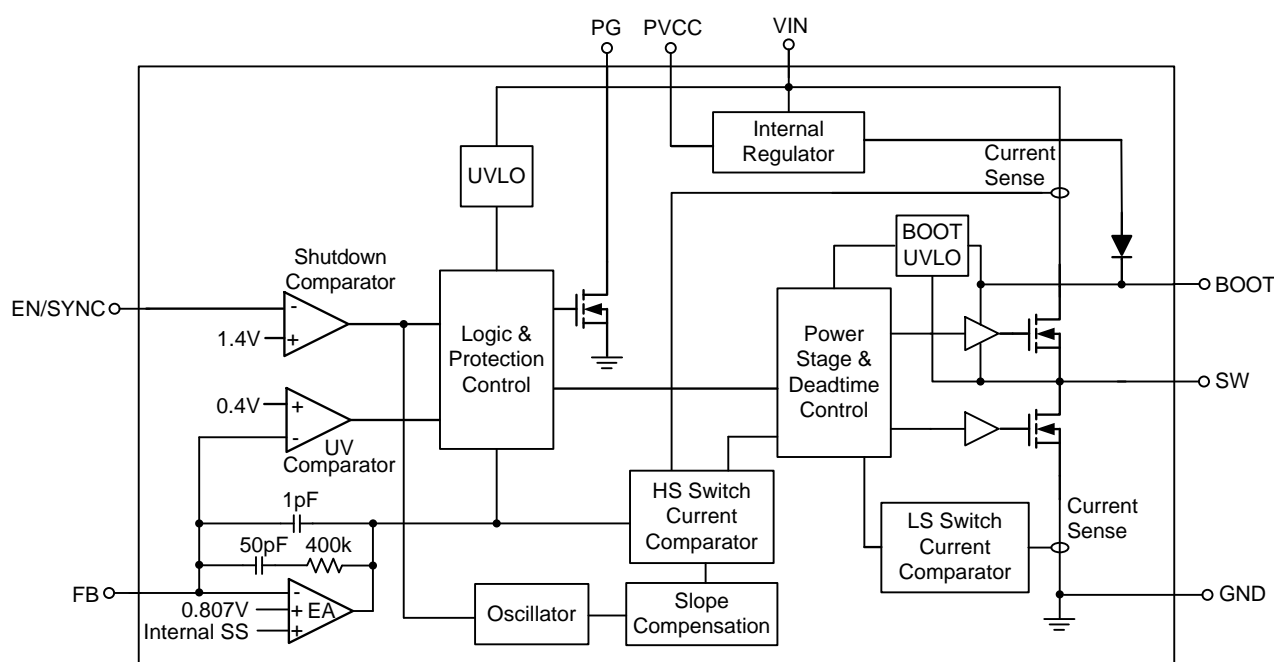 PG
PVCC
VIN
Internal
Regulator
Current
Sense
UVLO
BOOT
UVLO
Shutdown
Comparator
EN/SYNC
-
1.4V
+
Logic &
Protection
Control
Power
Stage &
Deadtime
Control
BOOT
SW
0.4V
+
-
UV
Comparator
1pF
50pF
400k
HS Switch
Current
Comparator
LS Switch
Current
Comparator
Current
Sense
FB
-
0.807V
+
EA
Internal SS
+
Oscillator
Slope
Compensation
GND